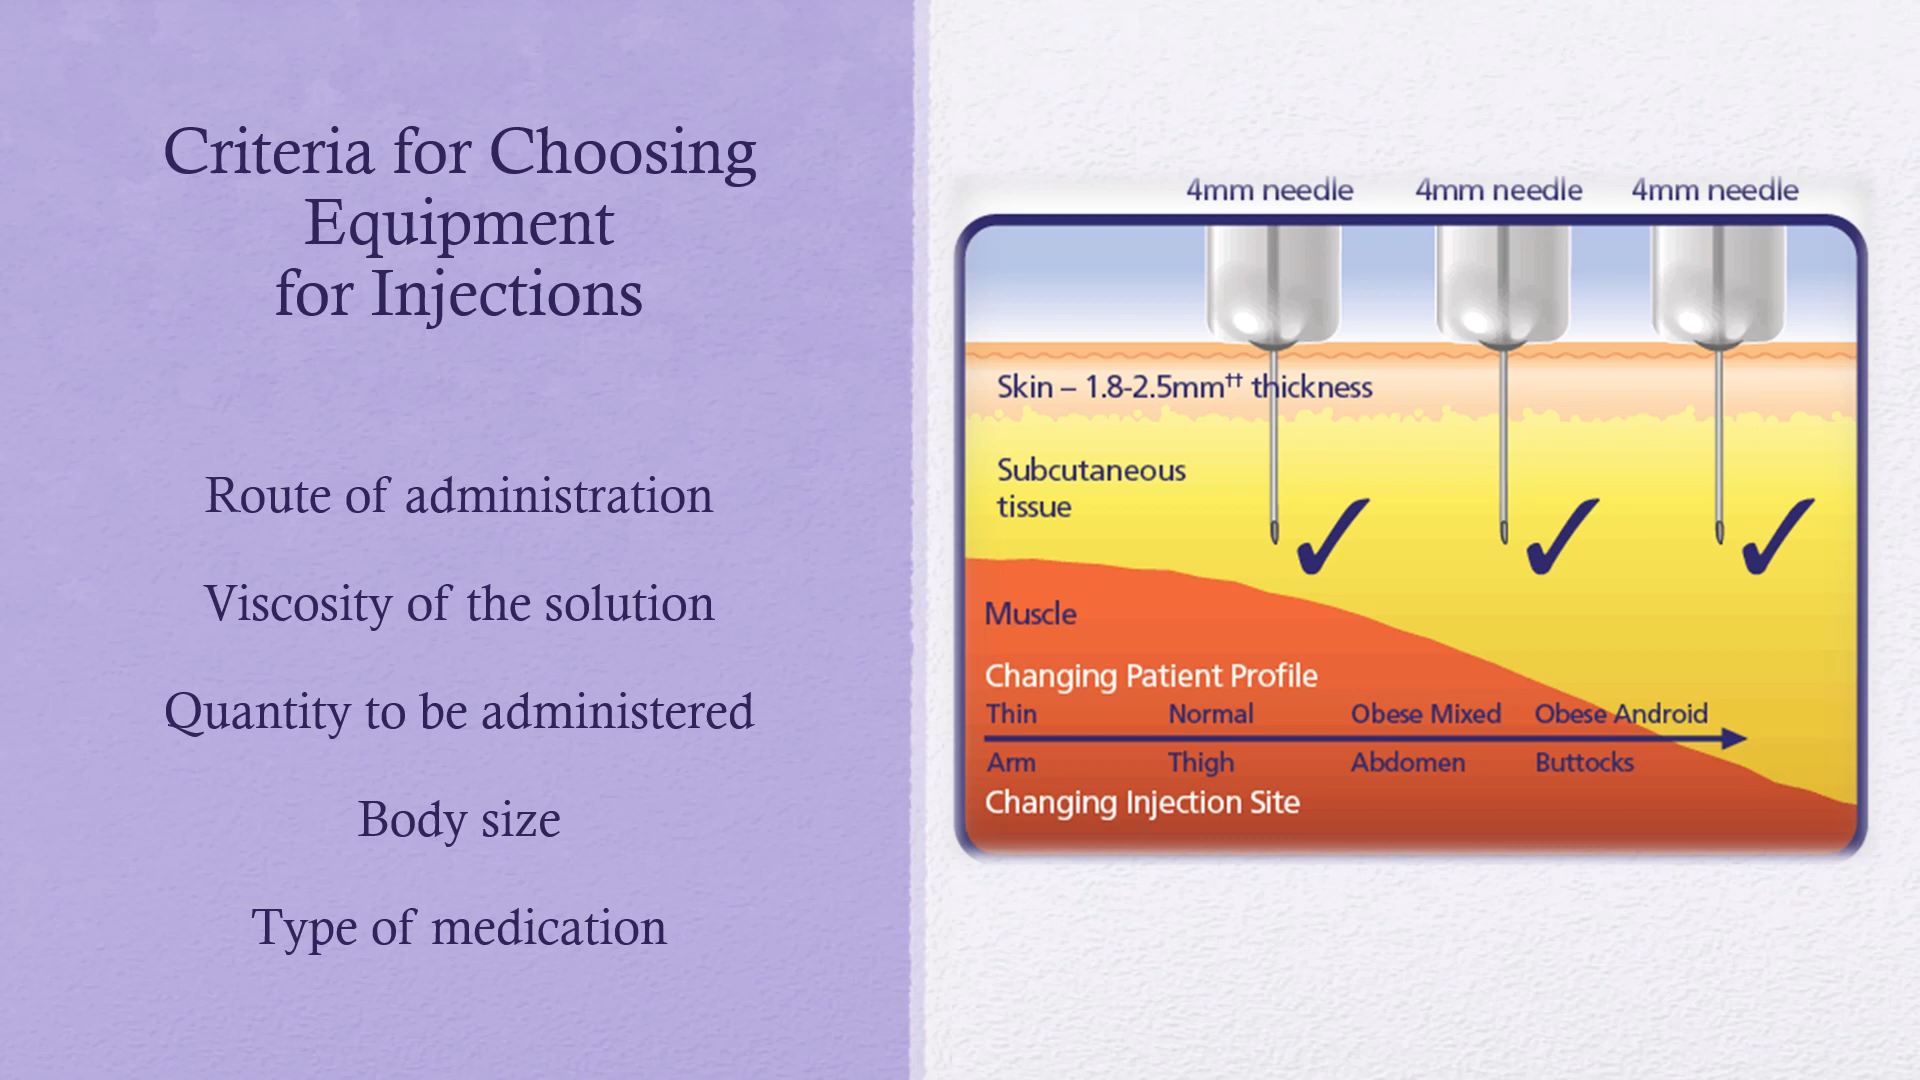 Criteria for Choosing
Equipment
for Injections
Route of administration
Viscosity of the solution
Quantity to be administered
Body size
Type of medication
4mm needle 4mm needle 4mm needle
Skin – 1.8-2.5mm†† thickness
Subcutaneous
tissue
Muscle
Changing Patient Profile
Thin Normal Obese Mixed Obese Android
Arm Thigh Abdomen Buttocks
Changing Injection Site